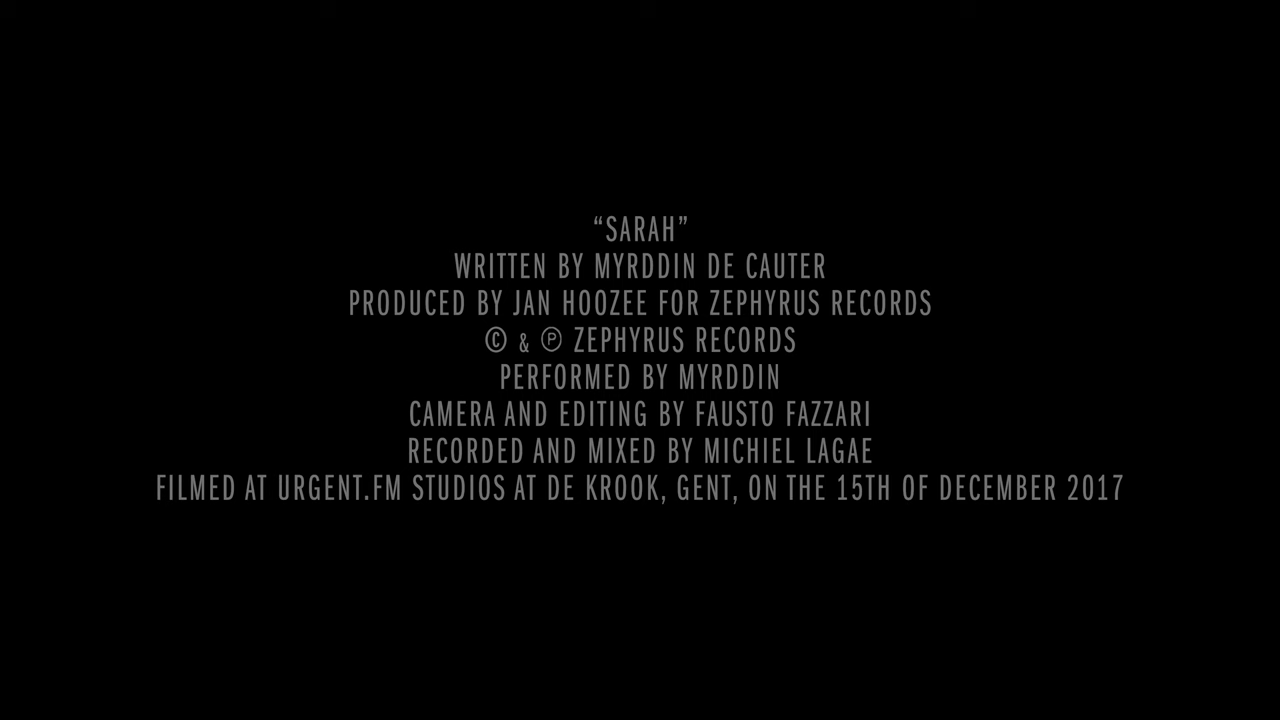 “SARAH”
WRITTEN BY MYRDDIN DE CAUTER
PRODUCED BY JAN HOOZEE FOR ZEPHYRUS RECORDS
© & ℗ ZEPHYRUS RECORDS
PERFORMED BY MYRDDIN
CAMERA AND EDITING BY FAUSTO FAZZARI
RECORDED AND MIXED BY MICHIEL LAGAE
FILMED AT URGENT.FM STUDIOS AT DE KROOK, GENT, ON THE 15TH OF DECEMBER 2017